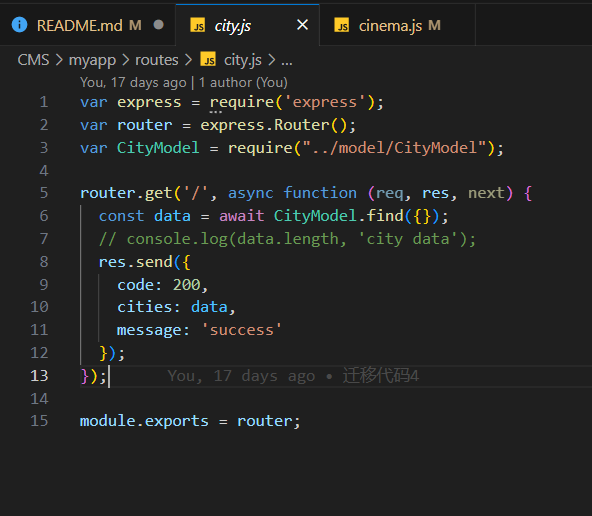 README.md M
city.js
cinema.js M
CMS > myapp > routes > JS city.js > ...
You, 17 days ago | 1 author (You)
1 var express = require('express');
2 var router = express.Router();
3 var CityModel = require("../model/CityModel");
4
5 router.get('/', async function (req, res, next) {
6 const data = await CityModel.find({});
7 // console.log(data.length, 'city data');
8 res.send({
9 code: 200,
10 cities: data,
11 message: 'success'
12 });
13 }); You, 17 days ago • 迁移代码4
14
15 module.exports = router;